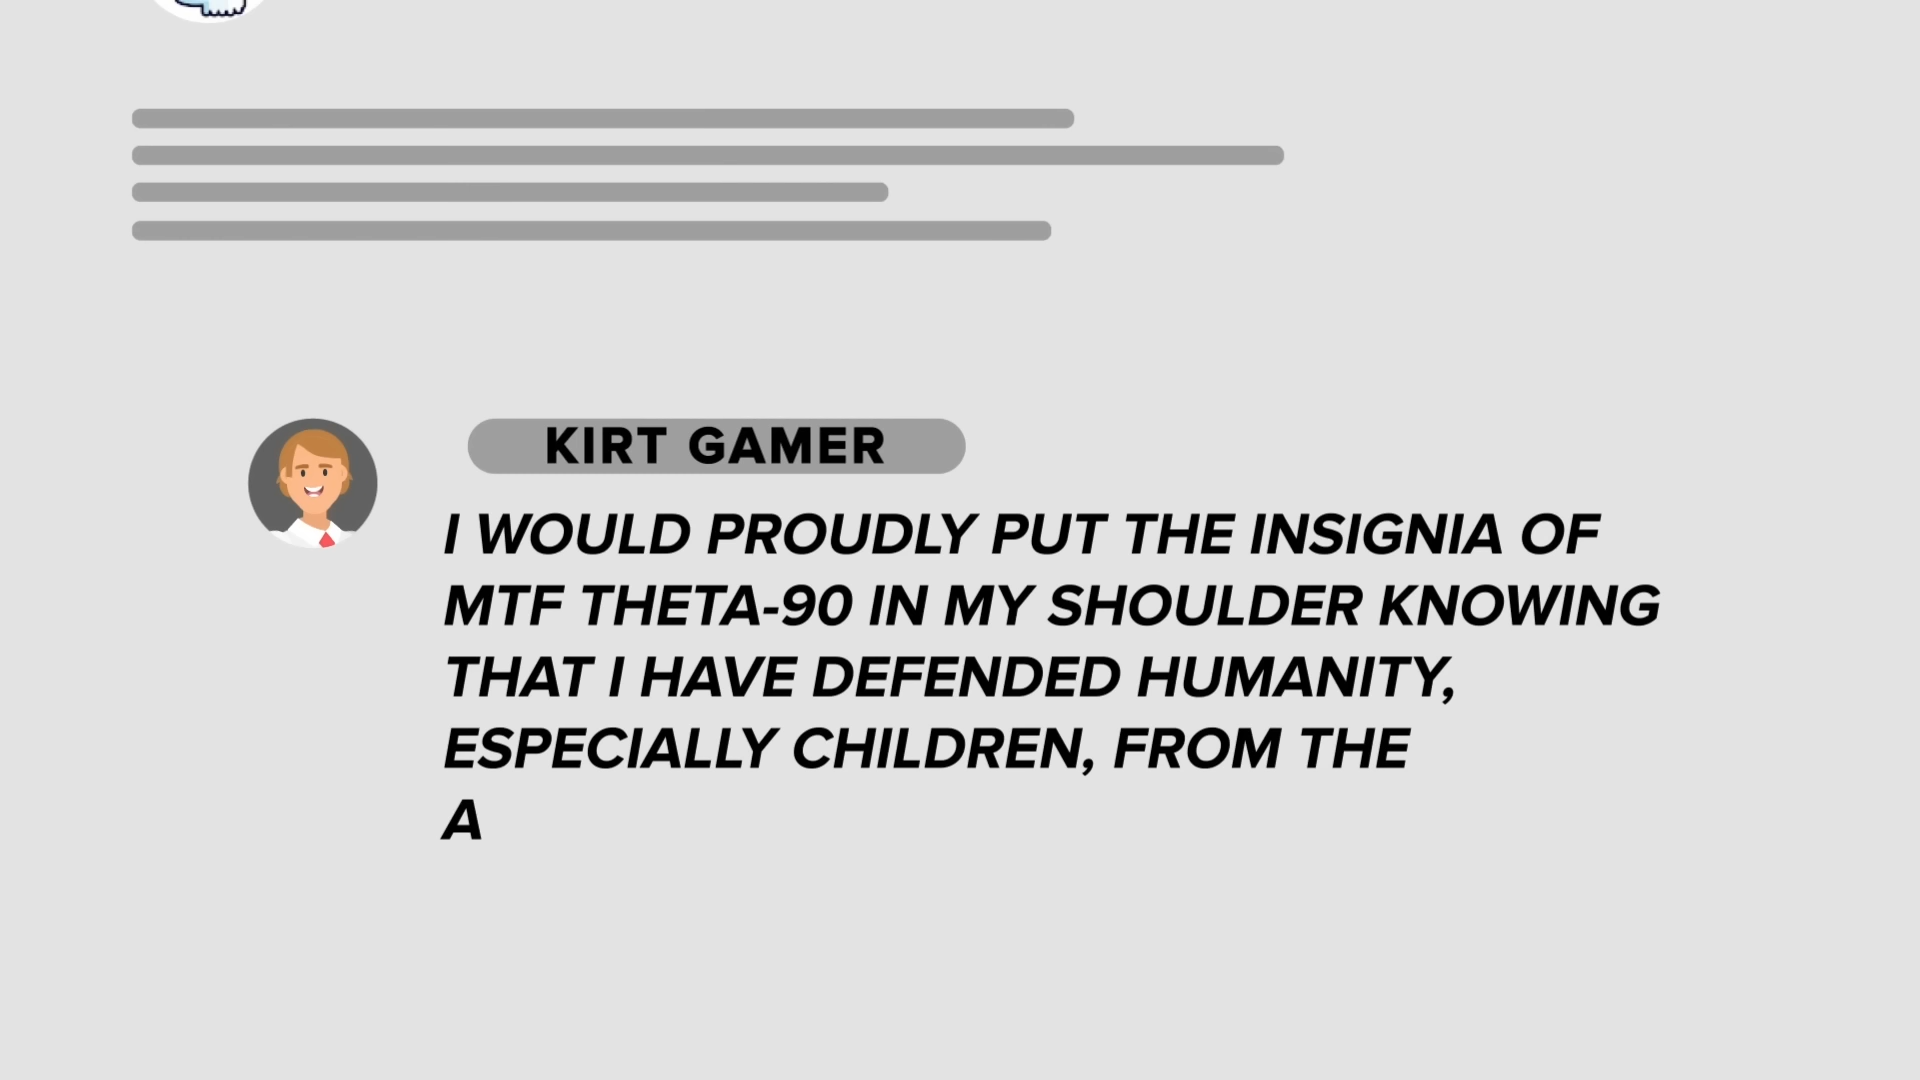 KIRT GAMER
I WOULD PROUDLY PUT THE INSIGNIA OF
MTF THETA-90 IN MY SHOULDER KNOWING
THAT I HAVE DEFENDED HUMANITY,
ESPECIALLY CHILDREN, FROM THE
A